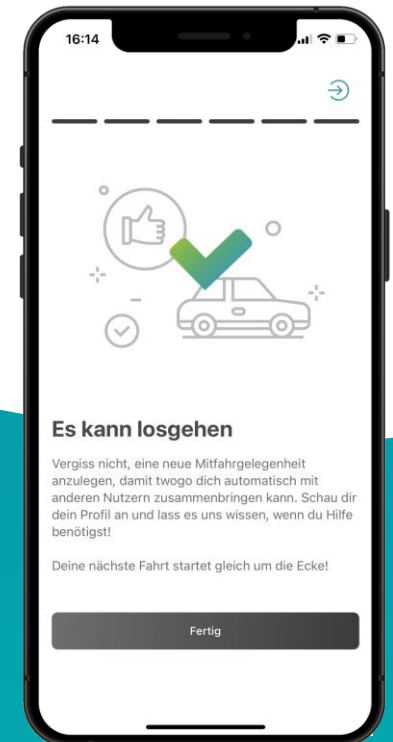 16:14
Es kann losgehen
Vergiss nicht, eine neue Mitfahrgelegenheit
anzulegen, damit twogo dich automatisch mit
anderen Nutzern zusammenbringen kann. Schau dir
dein Profil an und lass es uns wissen, wenn du Hilfe
benötigst!
Deine nächste Fahrt startet gleich um die Ecke!
Fertig